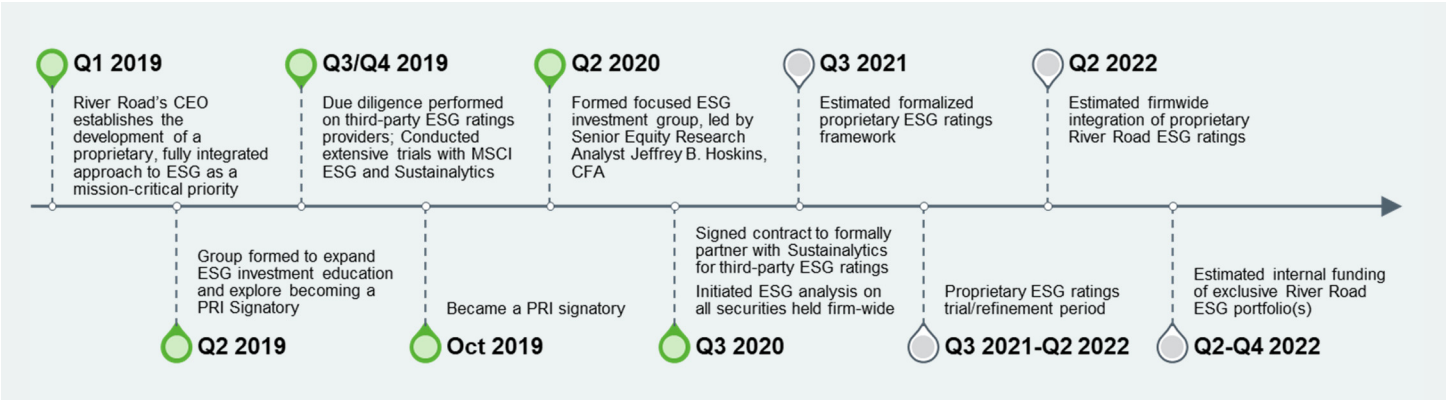 Q1 2019
River Road's CEO
establishes the
development of a
proprietary, fully integrated
approach to ESG as a
mission-critical priority
Group formed to expand
ESG investment education
and explore becoming a
PRI Signatory
Q2 2019
Q3/Q4 2019
Due diligence performed
on third-party ESG ratings
providers; Conducted
extensive trials with MSCI
ESG and Sustainalytics
Became a PRI signatory
Oct 2019
Q2 2020
Formed focused ESG
investment group, led by
Senior Equity Research
Analyst Jeffrey B. Hoskins,
CFA
Signed contract to formally
partner with Sustainalytics
for third-party ESG ratings
Initiated ESG analysis on
all securities held firm-wide
Q3 2020
Q3 2021
Estimated formalized
proprietary ESG ratings
framework
Proprietary ESG ratings
trial/refinement period
Q3 2021-Q2 2022
Q2 2022
Estimated firmwide
integration of proprietary
River Road ESG ratings
Estimated internal funding
of exclusive River Road
ESG portfolio(s)
Q2-Q4 2022